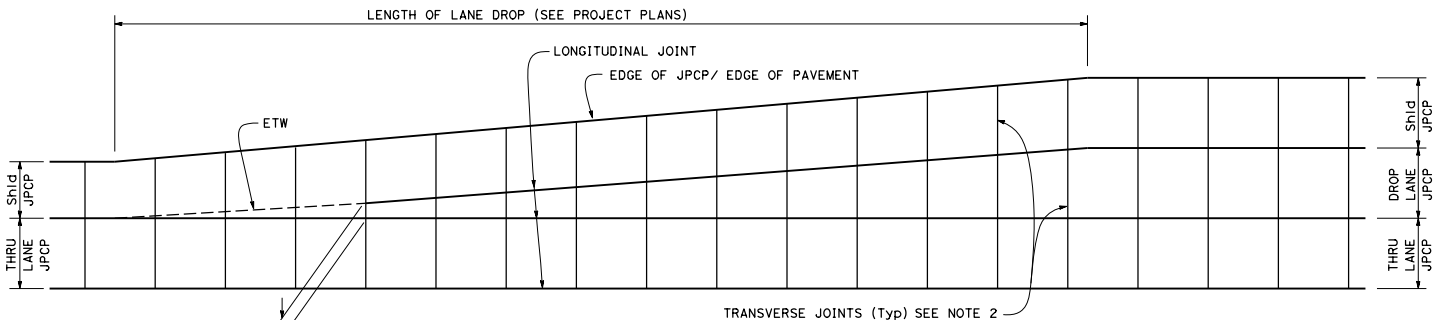 LENGTH OF LANE DROP (SEE PROJECT PLANS)
LONGITUDINAL JOINT
EDGE OF JPCP/ EDGE OF PAVEMENT
ETW
Shld
JPCP
THRU
LANE
JPCP
Shld
JPCP
DROP
LANE
JPCP
THRU
LANE
JPCP
TRANSVERSE JOINTS (Typ) SEE NOTE 2